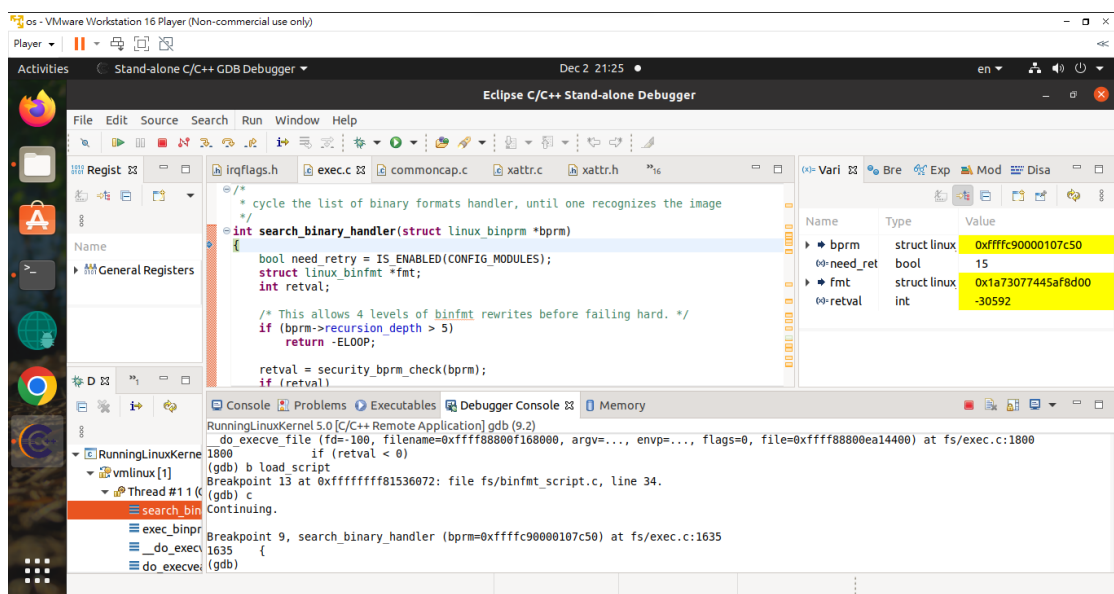 os - VMware Workstation 16 Player (Non-commercial use only)
Player
Activities Stand-alone C/C++ GDB Debugger Dec 2 21:25 en
Eclipse C/C++ Stand-alone Debugger
File Edit Source Search Run Window Help
Regist
irqflags.h exec.c commoncap.c xattr.c xattr.h »16
Vari Bre Exp Mod Disa
Name
General Registers
/*
* cycle the list of binary formats handler, until one recognizes the image
*/
int search_binary_handler(struct linux_binprm *bprm)
{
bool need_retry = IS_ENABLED(CONFIG_MODULES);
struct linux_binfmt *fmt;
int retval;
/* This allows 4 levels of binfmt rewrites before failing hard. */
if (bprm->recursion_depth > 5)
return -ELOOP;
retval = security_bprm_check(bprm);
if (retval)
Name Type Value
bprm struct linux_ 0xffffc90000107c50
need_ret bool 15
fmt struct linux_ 0x1a73077445af8d00
retval int -30592
D »1
RunningLinuxKerne
vmlinux [1]
Thread #1 1 (
search_bin
exec_binpr
__do_execv
do_execvea
Console Problems Executables Debugger Console Memory
RunningLinuxKernel 5.0 [C/C++ Remote Application] gdb (9.2)
__do_execve_file (fd=-100, filename=0xffff88800f168000, argv=..., envp=..., flags=0, file=0xffff88800ea14400) at fs/exec.c:1800
1800 if (retval < 0)
(gdb) b load_script
Breakpoint 13 at 0xffffffff81536072: file fs/binfmt_script.c, line 34.
(gdb) c
Continuing.
Breakpoint 9, search_binary_handler (bprm=0xffffc90000107c50) at fs/exec.c:1635
1635 {
(gdb)